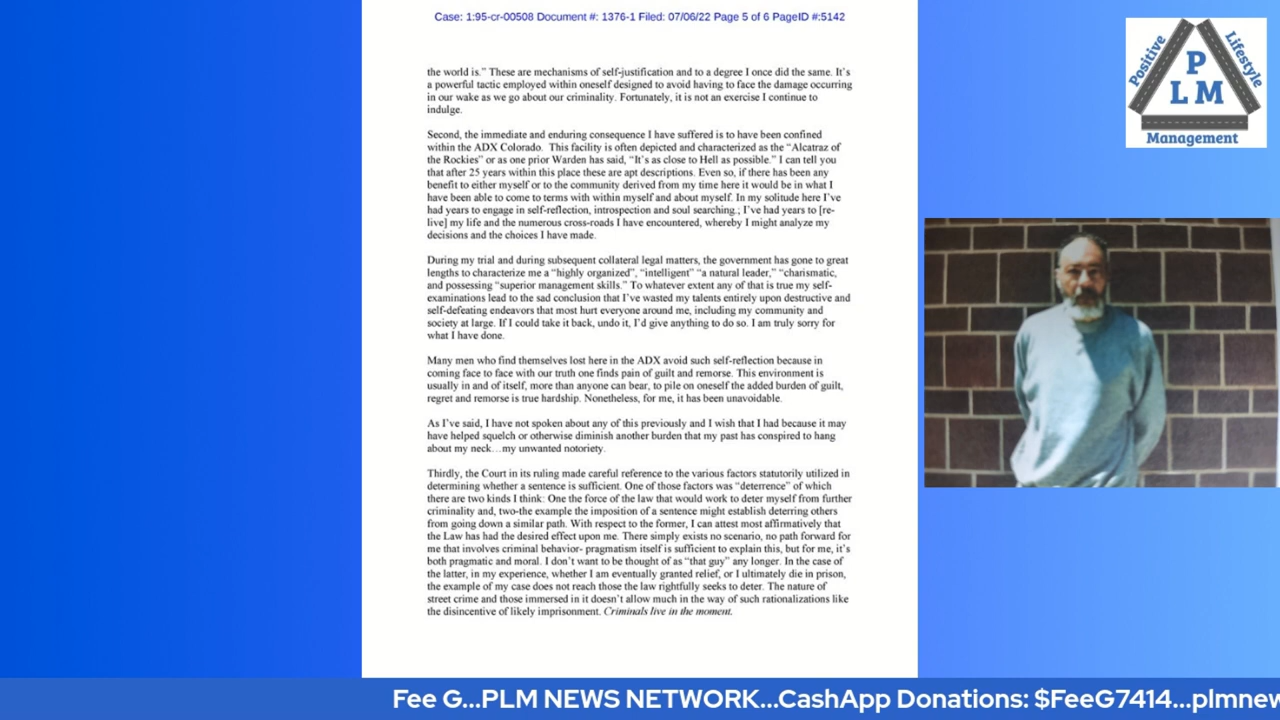 Case: 1:95-cr-00508 Document #: 1376-1 Filed: 07/06/22 Page 5 of 6 PageID #:5142
the world is." These are mechanisms of self-justification and to a degree I once did the same. It's
a powerful tactic employed within oneself designed to avoid having to face the damage occurring
in our wake as we go about our criminality. Fortunately, it is not an exercise I continue to
indulge.
Second, the immediate and enduring consequence I have suffered is to have been confined
within the ADX Colorado. This facility is often depicted and characterized as the "Alcatraz of
the Rockies" or as one prior Warden has said, "It's as close to Hell as possible." I can tell you
that after 25 years within this place these are apt descriptions. Even so, if there has been any
benefit to either myself or to the community derived from my time here it would be in what I
have been able to come to terms with within myself and about myself. In my solitude here I've
had years to engage in self-reflection, introspection and soul searching.; I've had years to [re-
live] my life and the numerous cross-roads I have encountered, whereby I might analyze my
decisions and the choices I have made.
During my trial and during subsequent collateral legal matters, the government has gone to great
lengths to characterize me a "highly organized", "intelligent" "a natural leader," "charismatic,
and possessing "superior management skills." To whatever extent any of that is true my self-
examinations lead to the sad conclusion that I've wasted my talents entirely upon destructive and
self-defeating endeavors that most hurt everyone around me, including my community and
society at large. If I could take it back, undo it, I'd give anything to do so. I am truly sorry for
what I have done.
Many men who find themselves lost here in the ADX avoid such self-reflection because in
coming face to face with our truth one finds pain of guilt and remorse. This environment is
usually in and of itself, more than anyone can bear, to pile on oneself the added burden of guilt,
regret and remorse is true hardship. Nonetheless, for me, it has been unavoidable.
As I've said, I have not spoken about any of this previously and I wish that I had because it may
have helped squelch or otherwise diminish another burden that my past has conspired to hang
about my neck…my unwanted notoriety.
Thirdly, the Court in its ruling made careful reference to the various factors statutorily utilized in
determining whether a sentence is sufficient. One of those factors was "deterrence" of which
there are two kinds I think: One the force of the law that would work to deter myself from further
criminality and, two-the example the imposition of a sentence might establish deterring others
from going down a similar path. With respect to the former, I can attest most affirmatively that
the Law has had the desired effect upon me. There simply exists no scenario, no path forward for
me that involves criminal behavior- pragmatism itself is sufficient to explain this, but for me, it's
both pragmatic and moral. I don't want to be thought of as "that guy" any longer. In the case of
the latter, in my experience, whether I am eventually granted relief, or I ultimately die in prison,
the example of my case does not reach those the law rightfully seeks to deter. The nature of
street crime and those immersed in it doesn't allow much in the way of such rationalizations like
the disincentive of likely imprisonment. Criminals live in the moment.
Positive
Lifestyle
P
L M
Management
Fee G...PLM NEWS NETWORK...CashApp Donations: $FeeG7414...plmnew